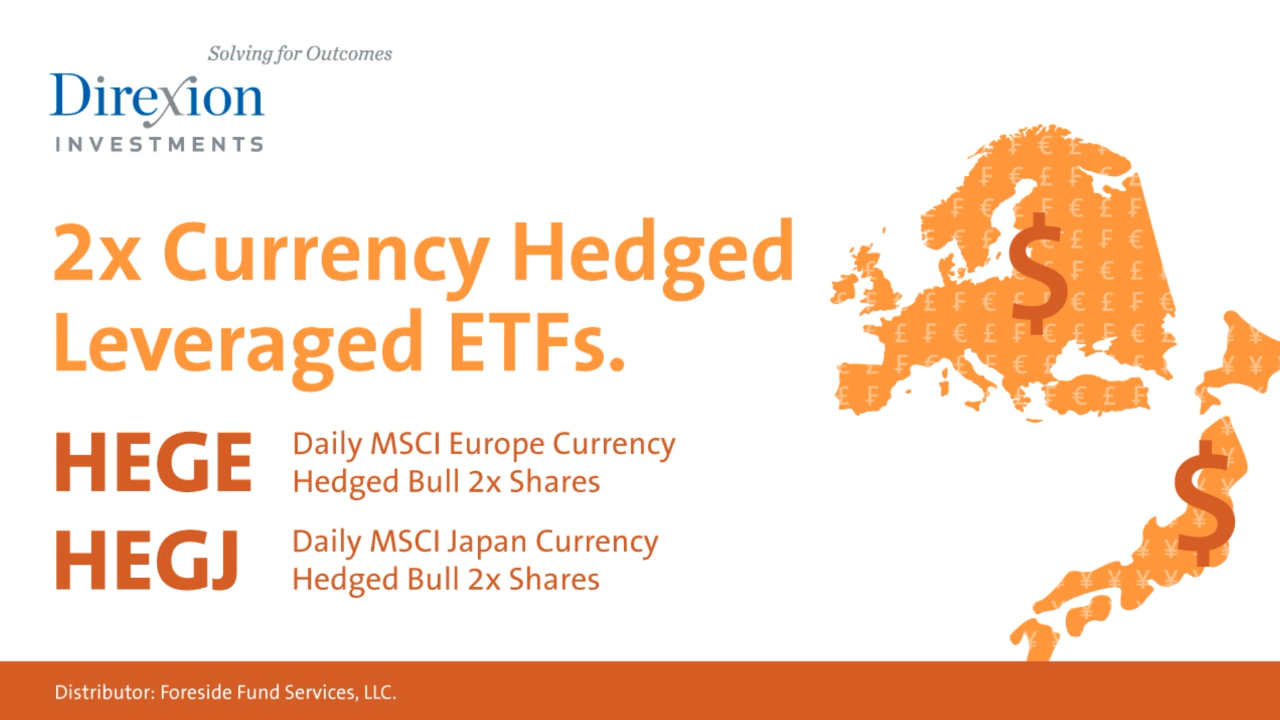 Solving for Outcomes
Direxion
INVESTMENTS
2x Currency Hedged
Leveraged ETFs.
HEGE
Daily MSCI Europe Currency
Hedged Bull 2x Shares
HEGJ
Daily MSCI Japan Currency
Hedged Bull 2x Shares
$
$
Distributor: Foreside Fund Services, LLC.